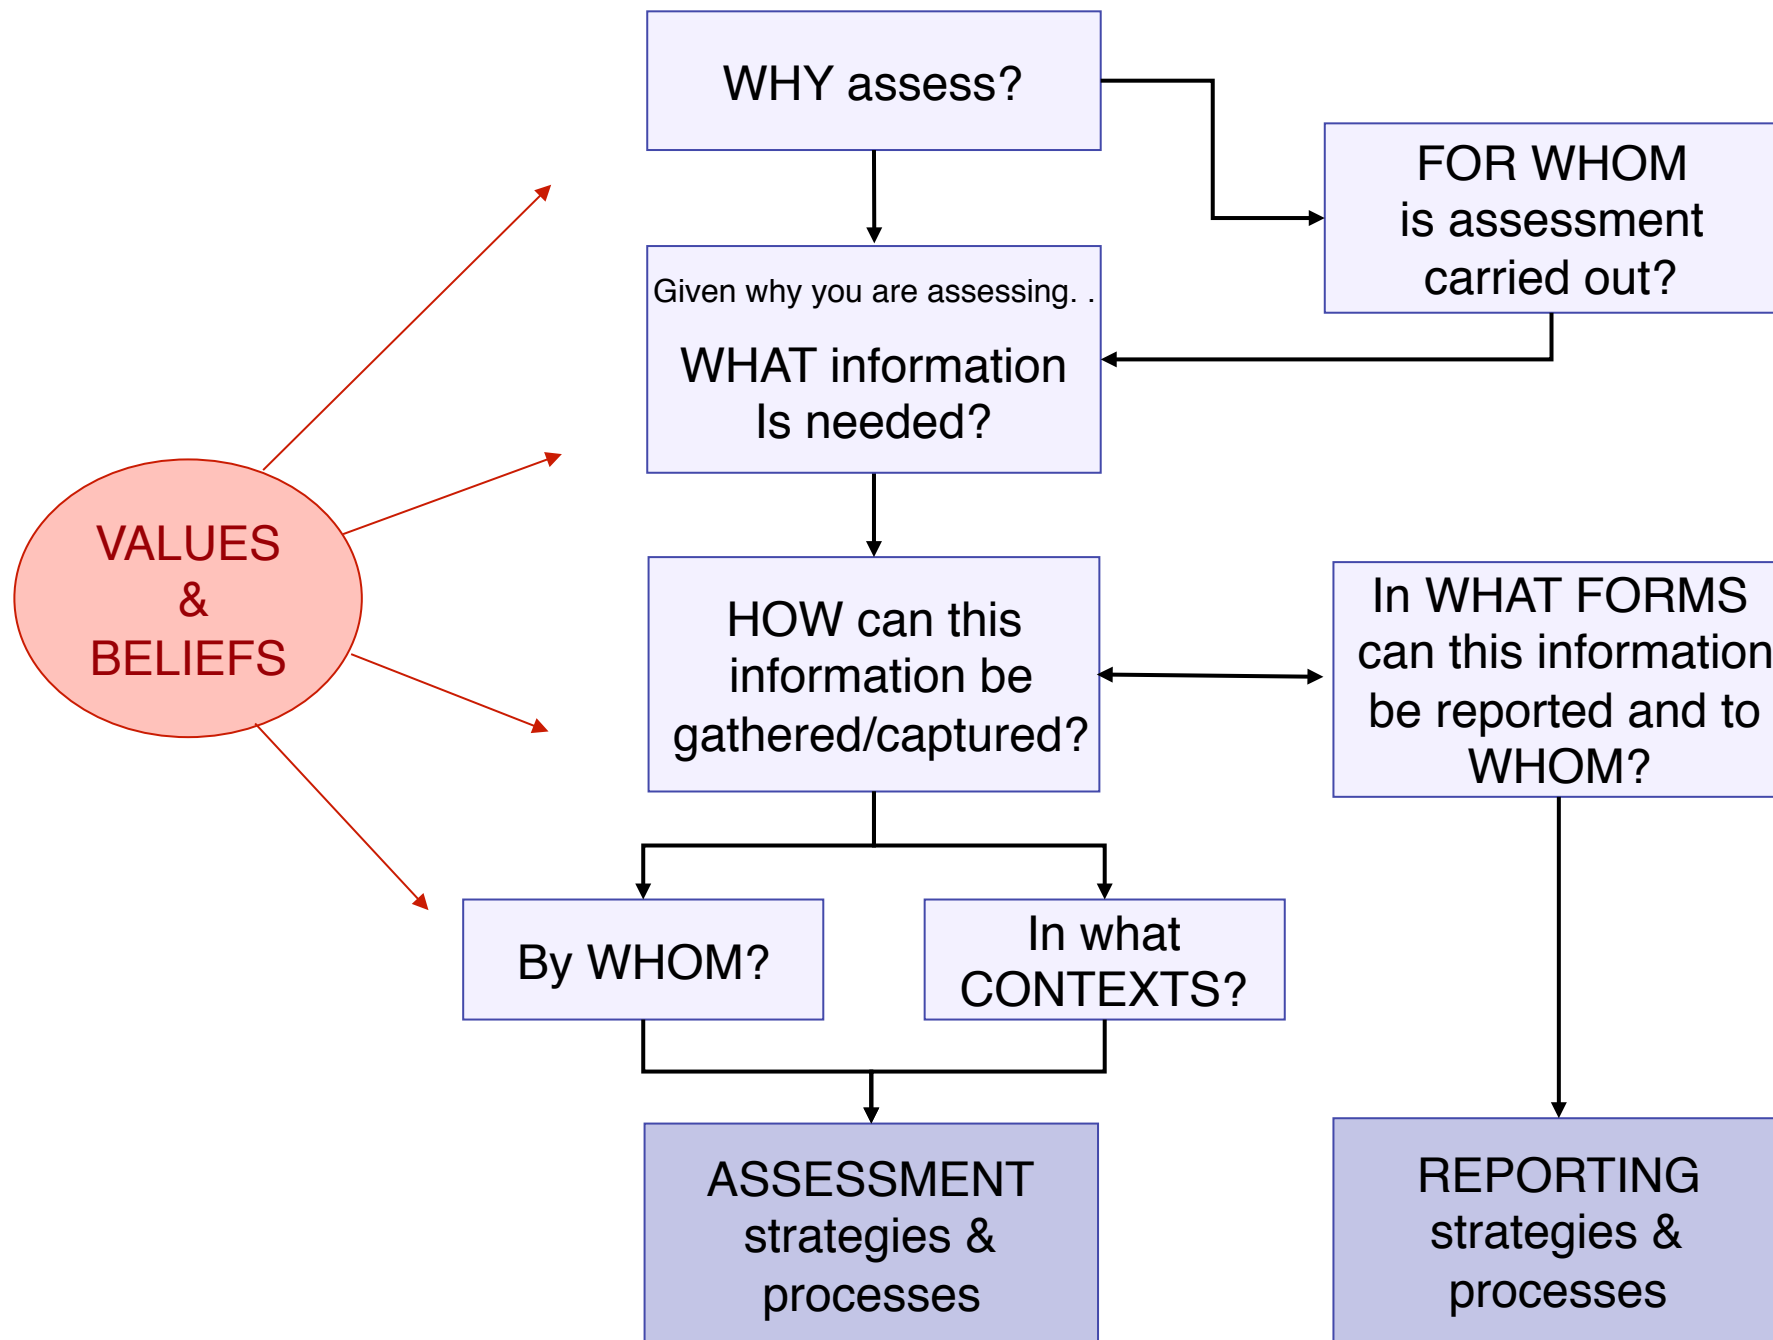 WHY assess?
FOR WHOM
is assessment
carried out?
Given why you are assessing. .
WHAT information
Is needed?
VALUES
&
BELIEFS
HOW can this
information be
gathered/captured?
In WHAT FORMS
can this information
be reported and to
WHOM?
By WHOM?
In what
CONTEXTS?
ASSESSMENT
strategies &
processes
REPORTING
strategies &
processes